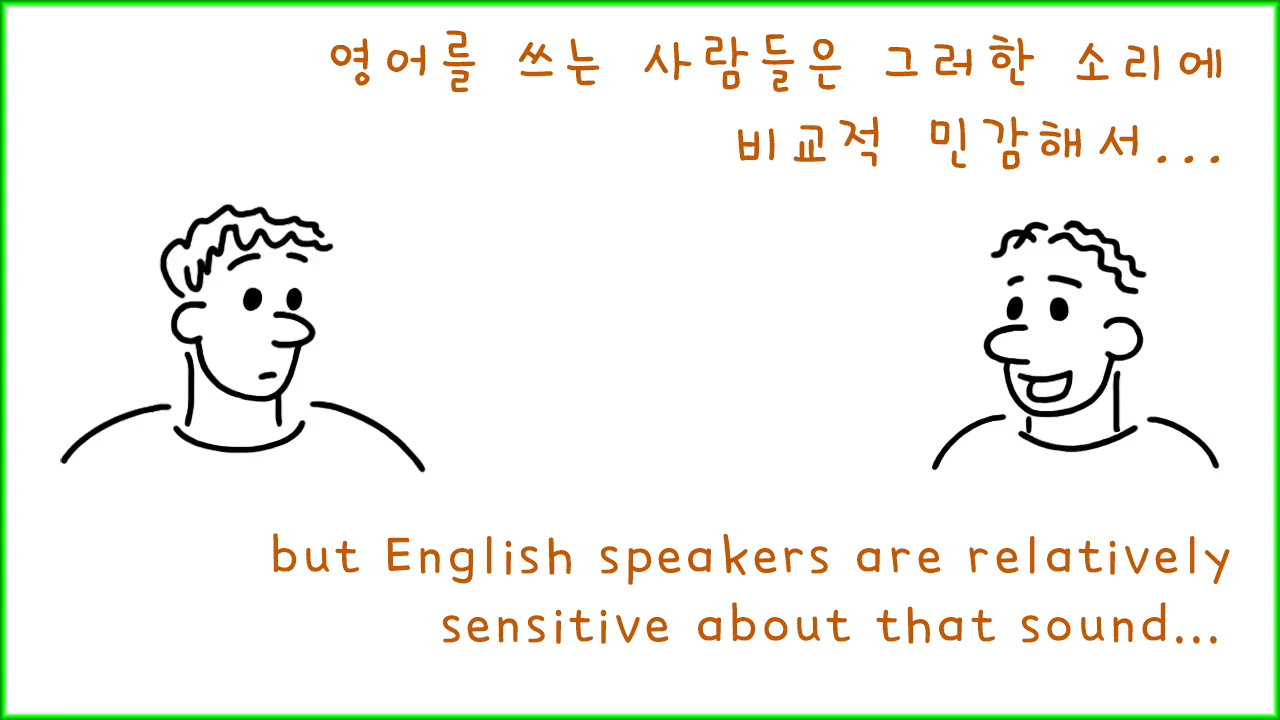 영어를 쓰는 사람들은 그러한 소리에
비교적 민감해서...
but English speakers are relatively
sensitive about that sound...